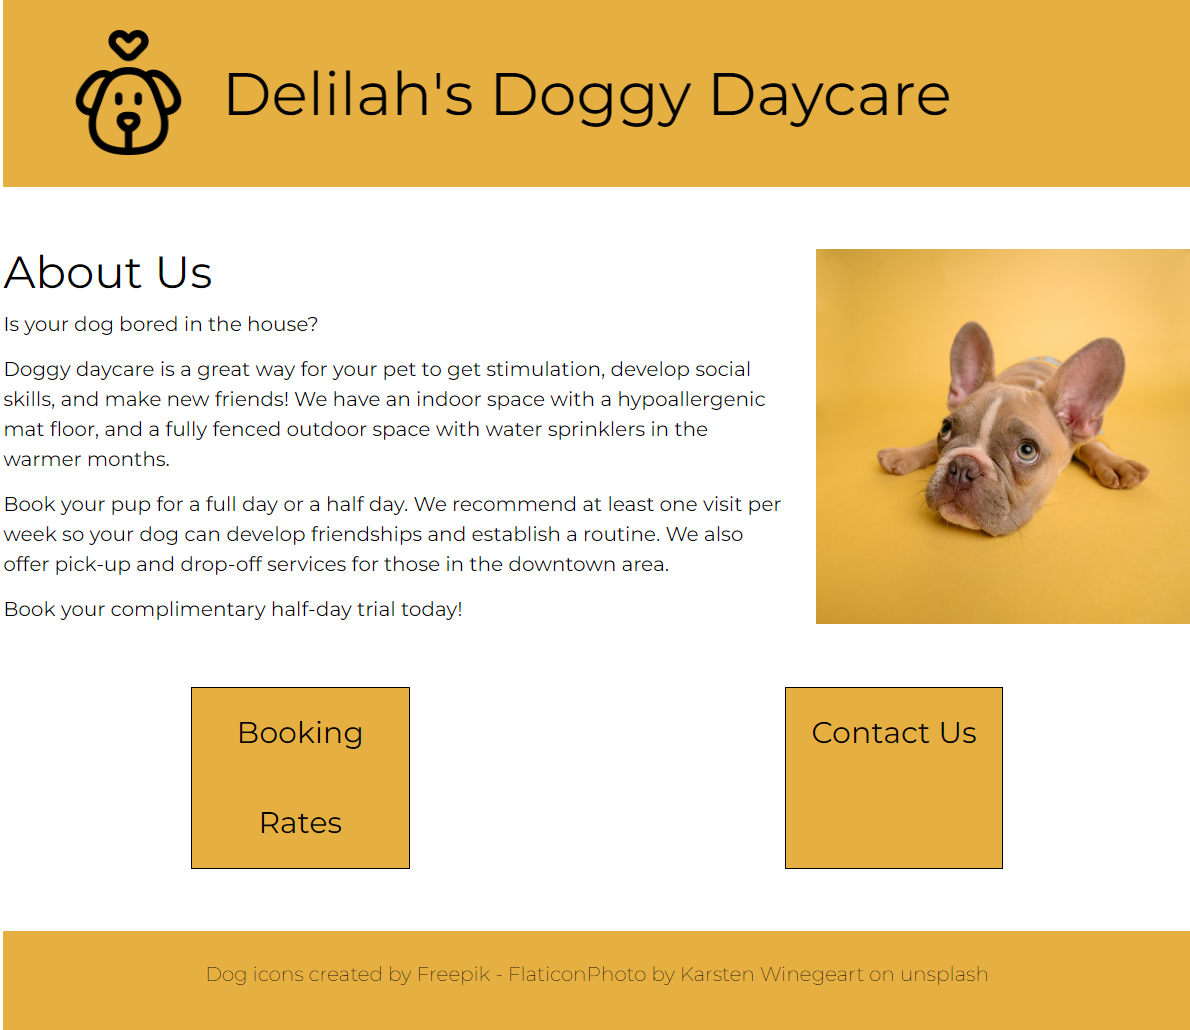 Delilah's Doggy Daycare
About Us
Is your dog bored in the house?
Doggy daycare is a great way for your pet to get stimulation, develop social
skills, and make new friends! We have an indoor space with a hypoallergenic
mat floor, and a fully fenced outdoor space with water sprinklers in the
warmer months.
Book your pup for a full day or a half day. We recommend at least one visit per
week so your dog can develop friendships and establish a routine. We also
offer pick-up and drop-off services for those in the downtown area.
Book your complimentary half-day trial today!
Booking
Rates
Contact Us
Dog icons created by Freepik - FlaticonPhoto by Karsten Winegeart on unsplash